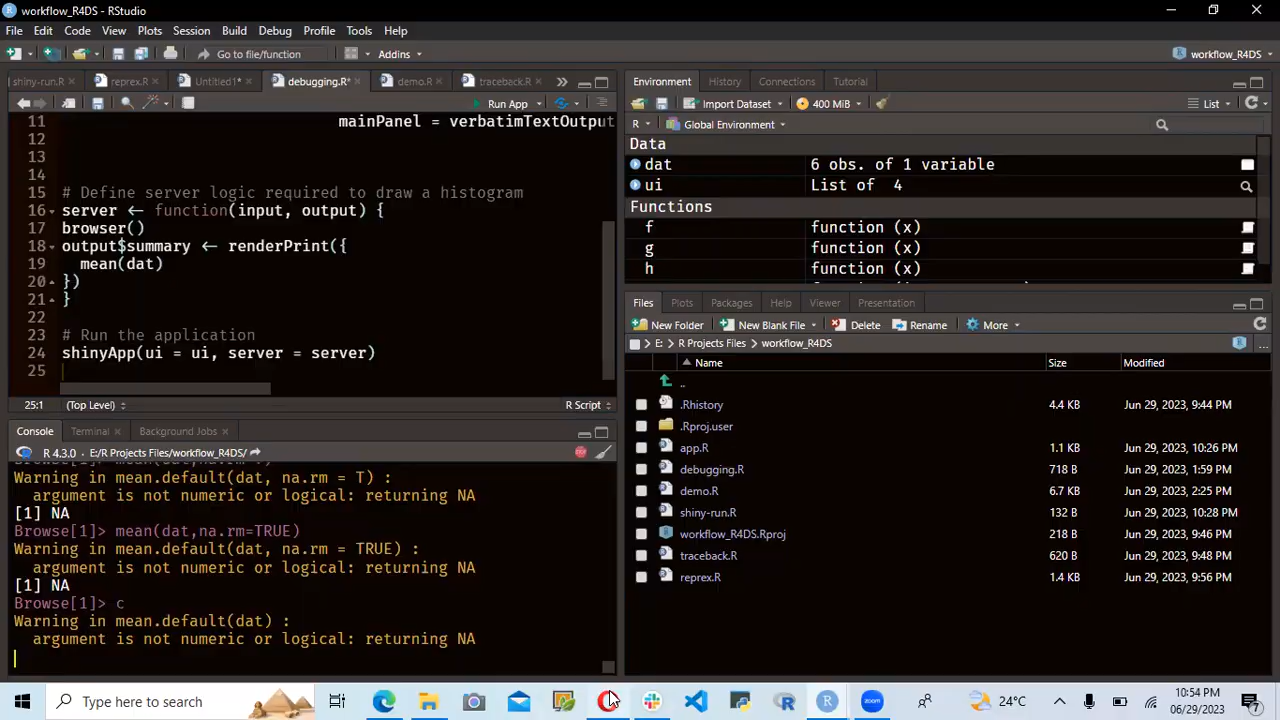 workflow_R4DS - RStudio
File Edit Code View Plots Session Build Debug Profile Tools Help
Go to file/function Addins workflow_R4DS
shiny-run.R reprex.R Untitled1* debugging.R* demo.R traceback.R
Run App
11 mainPanel = verbatimTextOutput
12
13
14
15 # Define server logic required to draw a histogram
16 server ← function(input, output) {
17 browser()
18 output$summary ← renderPrint({
19 mean(dat)
20 })
21 }
22
23 # Run the application
24 shinyApp(ui = ui, server = server)
25
25:1 (Top Level) R Script
Console Terminal Background Jobs
R 4.3.0 · E:/R Projects Files/workflow_R4DS/
Warning in mean.default(dat, na.rm = T) :
argument is not numeric or logical: returning NA
[1] NA
Browse[1]> mean(dat,na.rm=TRUE)
Warning in mean.default(dat, na.rm = TRUE) :
argument is not numeric or logical: returning NA
[1] NA
Browse[1]> c
Warning in mean.default(dat) :
argument is not numeric or logical: returning NA
Environment History Connections Tutorial
Import Dataset 400 MiB List
R Global Environment
Data
dat 6 obs. of 1 variable
ui List of 4
Functions
f function (x)
g function (x)
h function (x)
Files Plots Packages Help Viewer Presentation
New Folder New Blank File Delete Rename More
E: R Projects Files workflow_R4DS
Name Size Modified
..
.Rhistory 4.4 KB Jun 29, 2023, 9:44 PM
.Rproj.user
app.R 1.1 KB Jun 29, 2023, 10:26 PM
debugging.R 718 B Jun 29, 2023, 1:59 PM
demo.R 6.7 KB Jun 29, 2023, 2:25 PM
shiny-run.R 132 B Jun 29, 2023, 10:28 PM
workflow_R4DS.Rproj 218 B Jun 29, 2023, 9:46 PM
traceback.R 620 B Jun 29, 2023, 9:48 PM
reprex.R 1.4 KB Jun 29, 2023, 9:56 PM
Type here to search
zoom
24°C
10:54 PM
06/29/2023
7